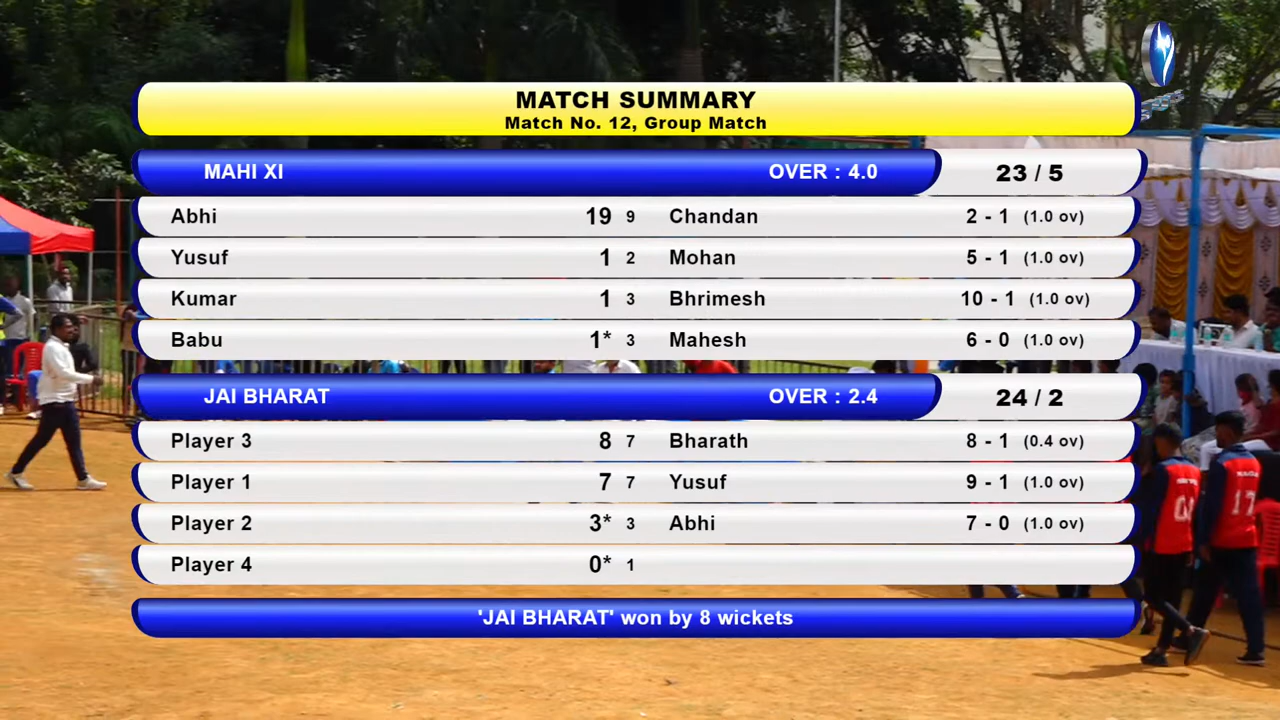 MATCH SUMMARY
Match No. 12, Group Match
MAHI XI OVER : 4.0 23 / 5
Abhi 19 9 Chandan 2 - 1 (1.0 ov)
Yusuf 1 2 Mohan 5 - 1 (1.0 ov)
Kumar 1 3 Bhrimesh 10 - 1 (1.0 ov)
Babu 1* 3 Mahesh 6 - 0 (1.0 ov)
JAI BHARAT OVER : 2.4 24 / 2
Player 3 8 7 Bharath 8 - 1 (0.4 ov)
Player 1 7 7 Yusuf 9 - 1 (1.0 ov)
Player 2 3* 3 Abhi 7 - 0 (1.0 ov)
Player 4 0* 1
'JAI BHARAT' won by 8 wickets
17